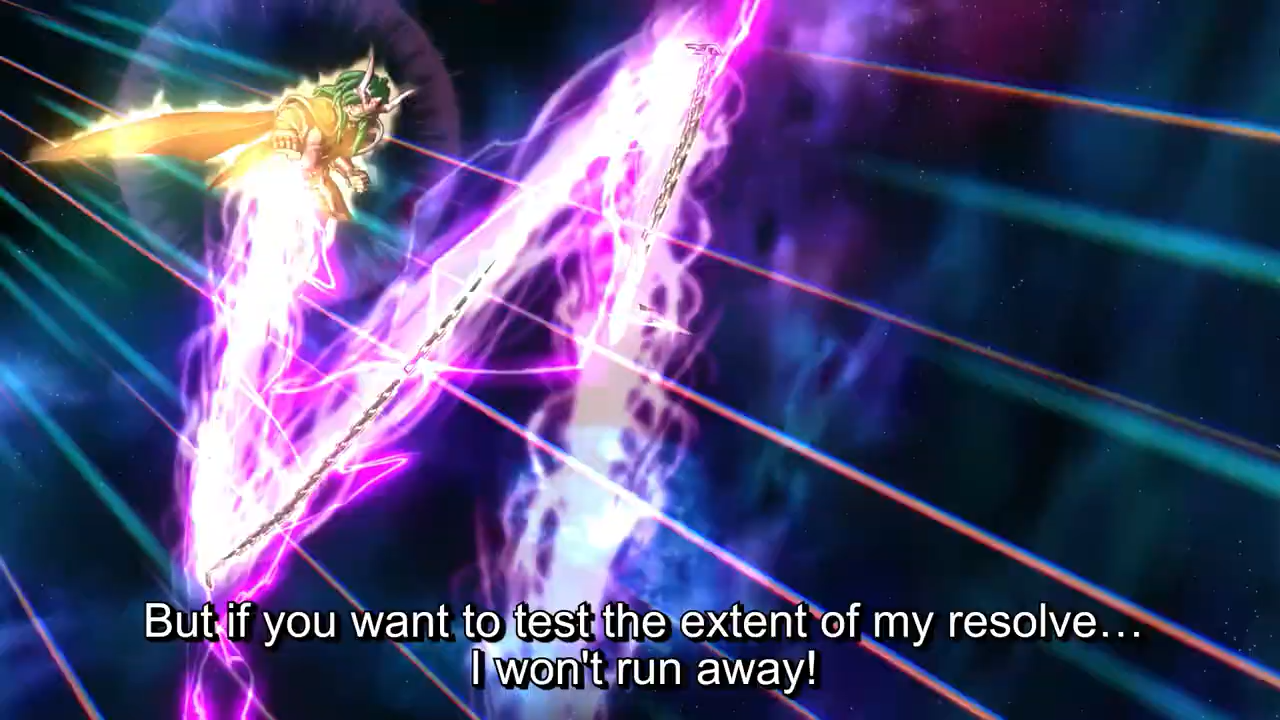 But if you want to test the extent of my resolve…
I won't run away!